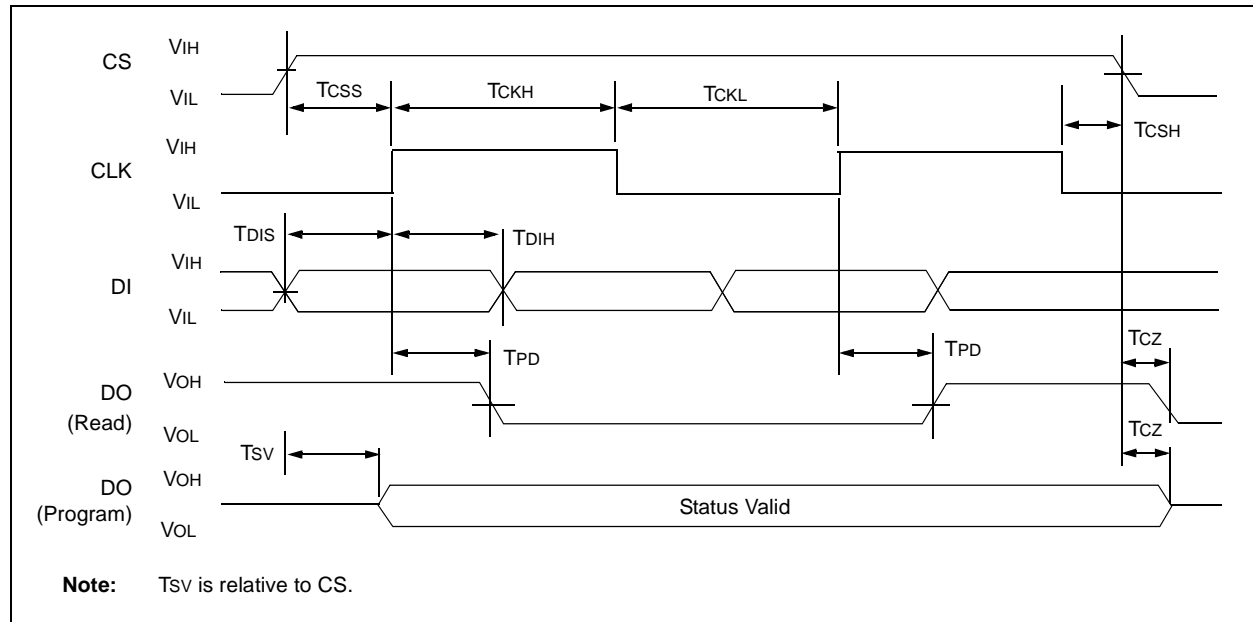 CS
VIH
VIL
TCSS
TCKH
TCKL
TCSH
CLK
VIH
VIL
TDIS
TDIH
DI
VIH
VIL
TPD
TPD
TCZ
DO
(Read)
VOH
VOL
TCZ
TSV
DO
(Program)
VOH
VOL
Status Valid
Note: TSV is relative to CS.